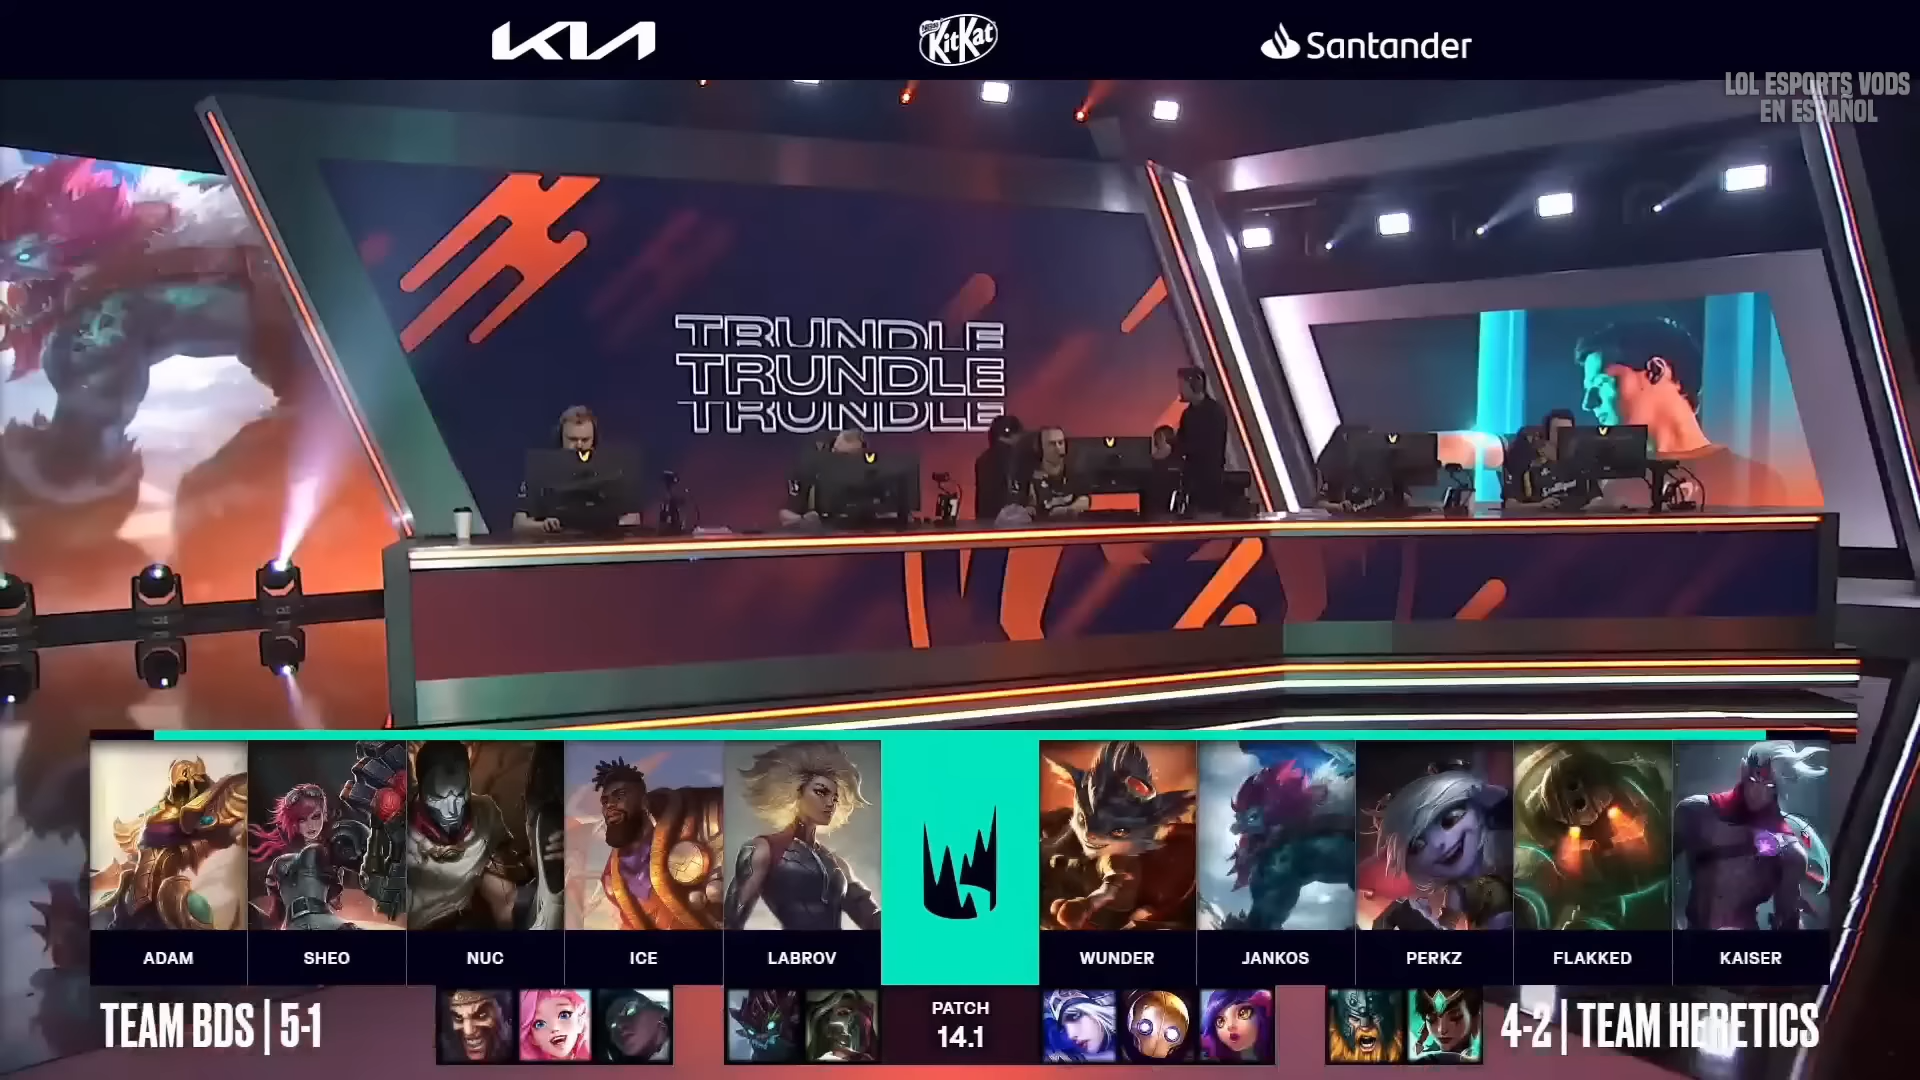 KIA
Nestlé KitKat
Santander
LOL ESPORTS VODS
EN ESPAÑOL
TRUNDLE
TRUNDLE
TRUNDLE
ADAM
SHEO
NUC
ICE
LABROV
WUNDER
JANKOS
PERKZ
FLAKKED
KAISER
TEAM BDS | 5-1
PATCH
14.1
4-2 | TEAM HERETICS